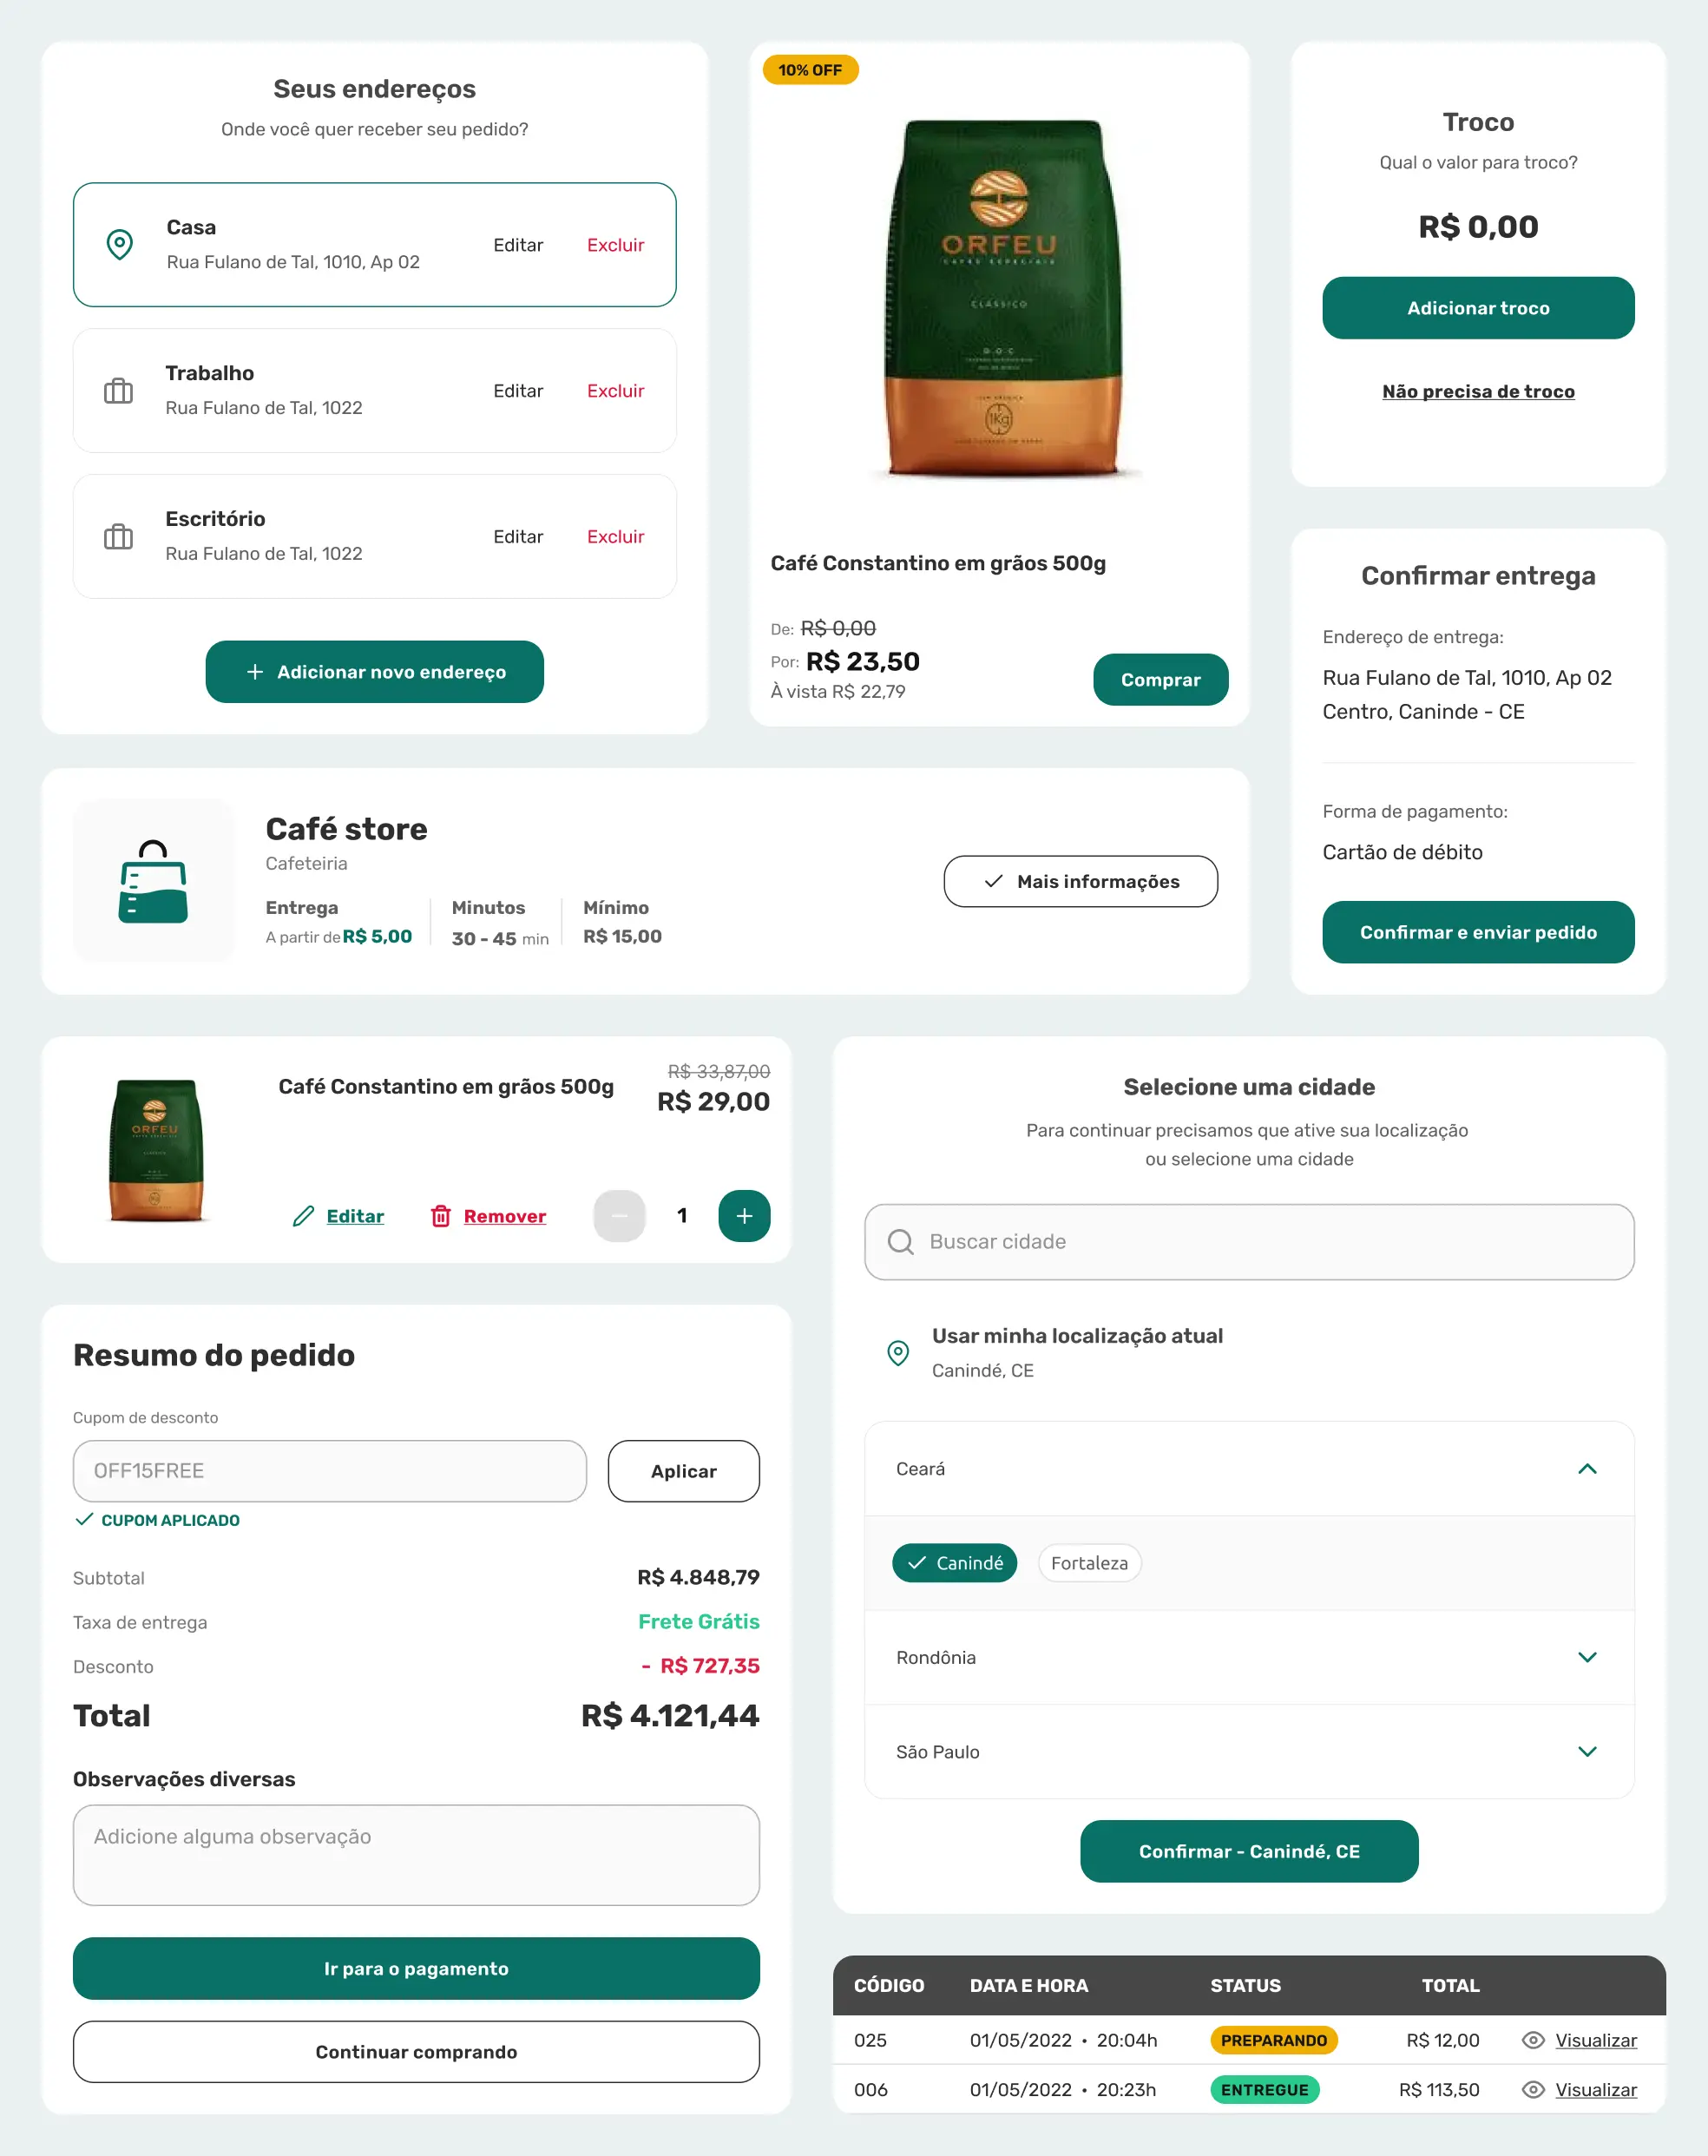 Seus endereços
Onde você quer receber seu pedido?
Casa
Rua Fulano de Tal, 1010, Ap 02
Editar
Excluir
Trabalho
Rua Fulano de Tal, 1022
Editar
Excluir
Escritório
Rua Fulano de Tal, 1022
Editar
Excluir
Adicionar novo endereço
10% OFF
ORFEU
CAFÉS ESPECIAIS
CLÁSSICO
1Kg
Café Constantino em grãos 500g
De: R$ 0,00
Por: R$ 23,50
À vista R$ 22,79
Comprar
Troco
Qual o valor para troco?
R$ 0,00
Adicionar troco
Não precisa de troco
Confirmar entrega
Endereço de entrega:
Rua Fulano de Tal, 1010, Ap 02
Centro, Caninde - CE
Forma de pagamento:
Cartão de débito
Confirmar e enviar pedido
Café store
Cafeteiria
Entrega
A partir de R$ 5,00
Minutos
30 - 45 min
Mínimo
R$ 15,00
Mais informações
ORFEU
Café Constantino em grãos 500g
R$ 33,87,00
R$ 29,00
Editar
Remover
1
Resumo do pedido
Cupom de desconto
OFF15FREE
Aplicar
CUPOM APLICADO
Subtotal
R$ 4.848,79
Taxa de entrega
Frete Grátis
Desconto
- R$ 727,35
Total
R$ 4.121,44
Observações diversas
Adicione alguma observação
Ir para o pagamento
Continuar comprando
Selecione uma cidade
Para continuar precisamos que ative sua localização
ou selecione uma cidade
Buscar cidade
Usar minha localização atual
Canindé, CE
Ceará
Canindé
Fortaleza
Rondônia
São Paulo
Confirmar - Canindé, CE
CÓDIGO DATA E HORA STATUS TOTAL
025 01/05/2022 • 20:04h PREPARANDO R$ 12,00 Visualizar
006 01/05/2022 • 20:23h ENTREGUE R$ 113,50 Visualizar